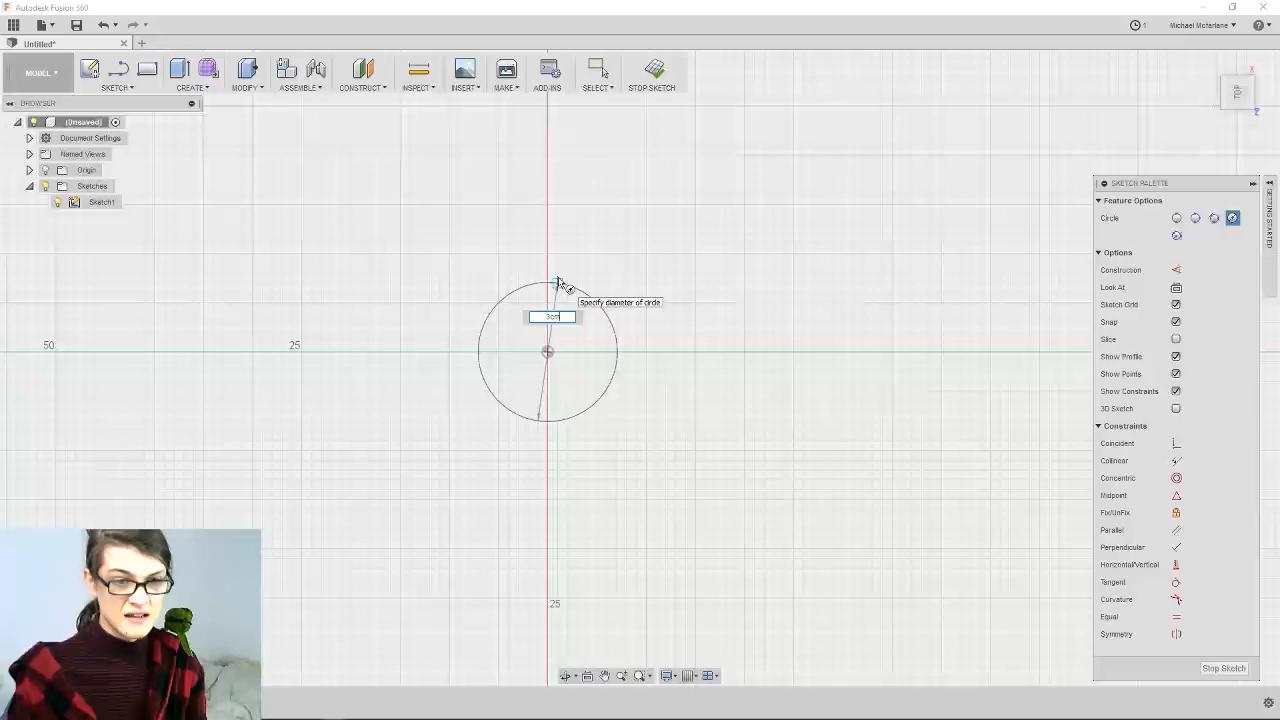 Autodesk Fusion 360
1
Michael Mcfarlane
Untitled*
MODEL
SKETCH
CREATE
MODIFY
ASSEMBLE
CONSTRUCT
INSPECT
INSERT
MAKE
ADD-INS
SELECT
STOP SKETCH
BROWSER
(Unsaved)
Document Settings
Named Views
Origin
Sketches
Sketch1
X
Z
SKETCH PALETTE
GETTING STARTED
Feature Options
Circle
Options
Construction
Look At
Sketch Grid
Snap
Slice
Show Profile
Show Points
Show Constraints
3D Sketch
Constraints
Coincident
Collinear
Concentric
Midpoint
Fix/UnFix
Parallel
Perpendicular
Horizontal/Vertical
Tangent
Curvature
Equal
Symmetry
Stop Sketch
Specify diameter of circle
3cm
50
25
25